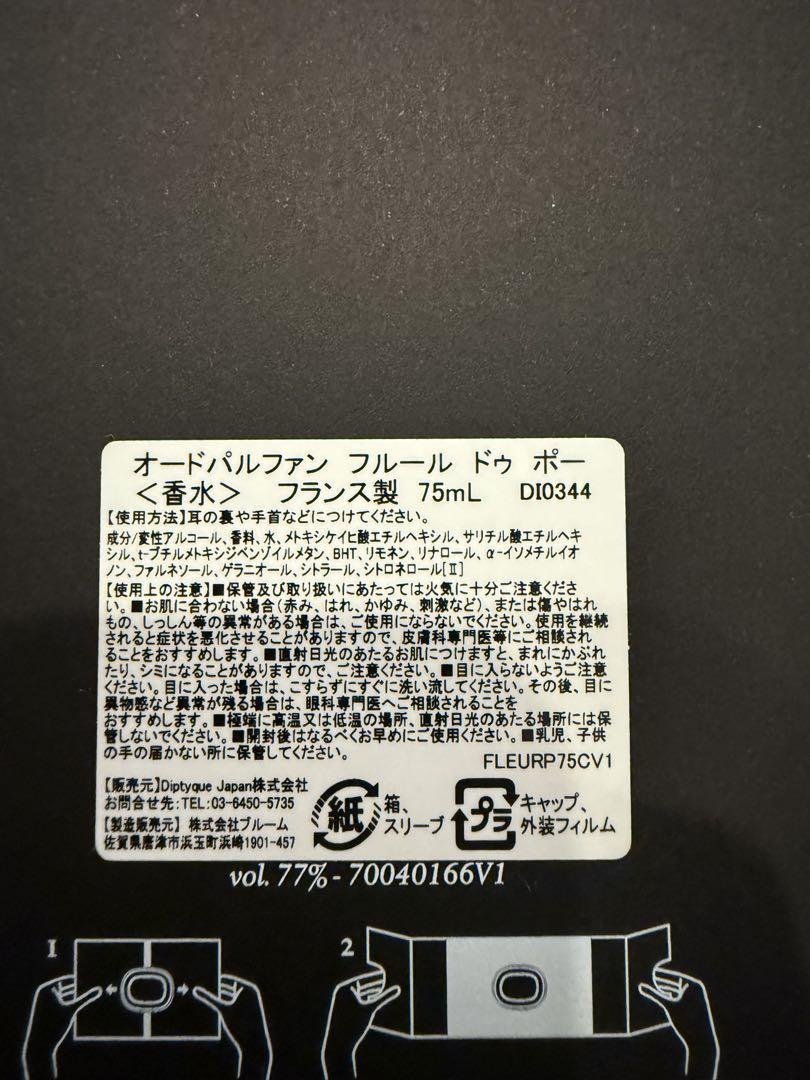 オードパルファン フルール ドゥ ポー
＜香水＞ フランス製 75mL DI0344
【使用方法】耳の裏や手首などにつけてください。
成分/変性アルコール、香料、水、メトキシケイヒ酸エチルヘキシル、サリチル酸エチルヘキ
シル、t-ブチルメトキシジベンゾイルメタン、BHT、リモネン、リナロール、α-イソメチルイオ
ノン、ファルネソール、ゲラニオール、シトラール、シトロネロール[Ⅱ]
【使用上の注意】■保管及び取り扱いにあたっては火気に十分ご注意くださ
い。■お肌に合わない場合(赤み、はれ、かゆみ、刺激など)、または傷やはれ
もの、しっしん等の異常がある場合は、ご使用にならないでください。使用を継続
されると症状を悪化させることがありますので、皮膚科専門医等にご相談され
ることをおすすめします。■直射日光のあたるお肌につけますと、まれにかぶれ
たり、シミになることがありますので、ご注意ください。■目に入らないようご注意
ください。目に入った場合は、こすらずにすぐに洗い流してください。その後、目に
異物感など異常が残る場合は、眼科専門医へご相談されることを
おすすめします。■極端に高温又は低温の場所、直射日光のあたる場所には保
管しないでください。■開封後はなるべくお早めにご使用ください。■乳児、子供
の手の届かない所に保管してください。
FLEURP75CV1
【販売元】Diptyque Japan株式会社
お問合せ先:TEL:03-6450-5735
【製造販売元】株式会社ブルーム
佐賀県唐津市浜玉町浜崎1901-457
紙
箱、
スリーブ
プラ
キャップ、
外装フィルム
vol. 77% - 70040166V1
1
2